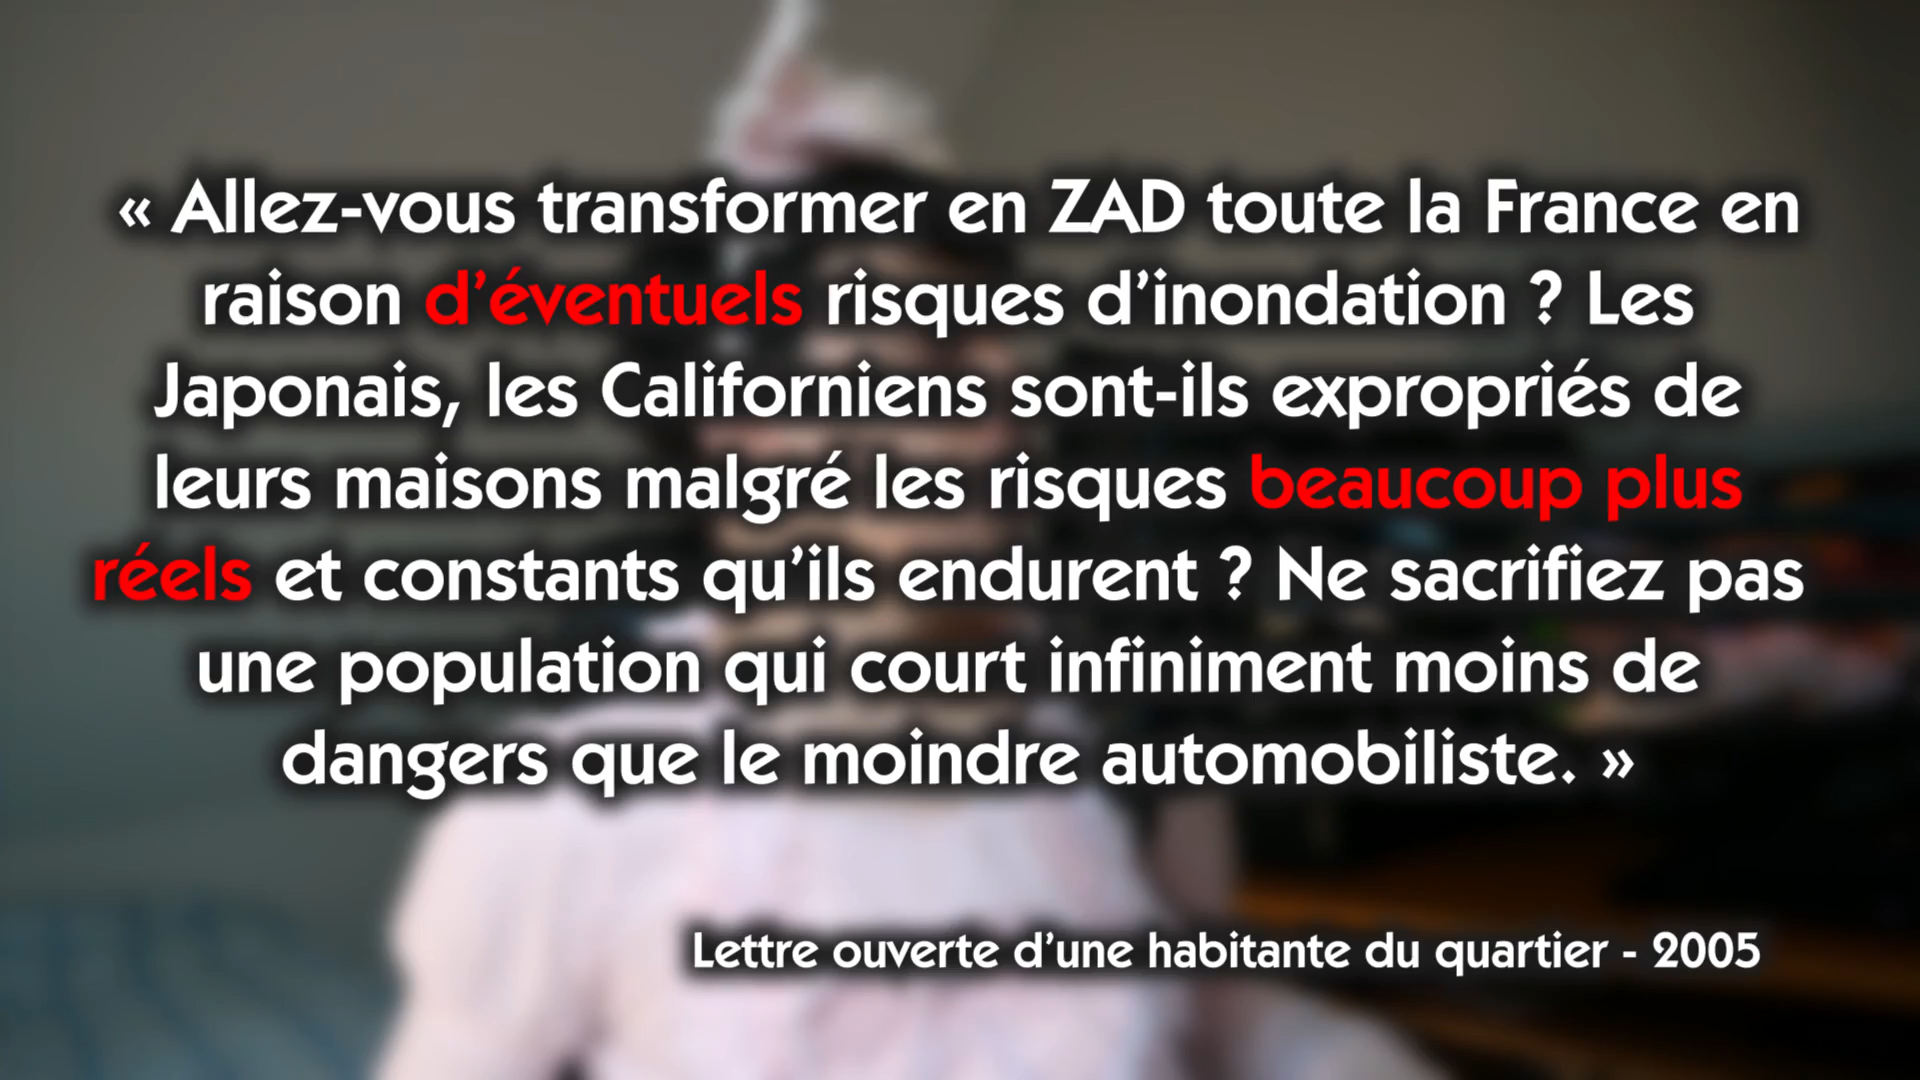 « Allez-vous transformer en ZAD toute la France en
raison d’éventuels risques d’inondation ? Les
Japonais, les Californiens sont-ils expropriés de
leurs maisons malgré les risques beaucoup plus
réels et constants qu’ils endurent ? Ne sacrifiez pas
une population qui court infiniment moins de
dangers que le moindre automobiliste. »
Lettre ouverte d’une habitante du quartier - 2005